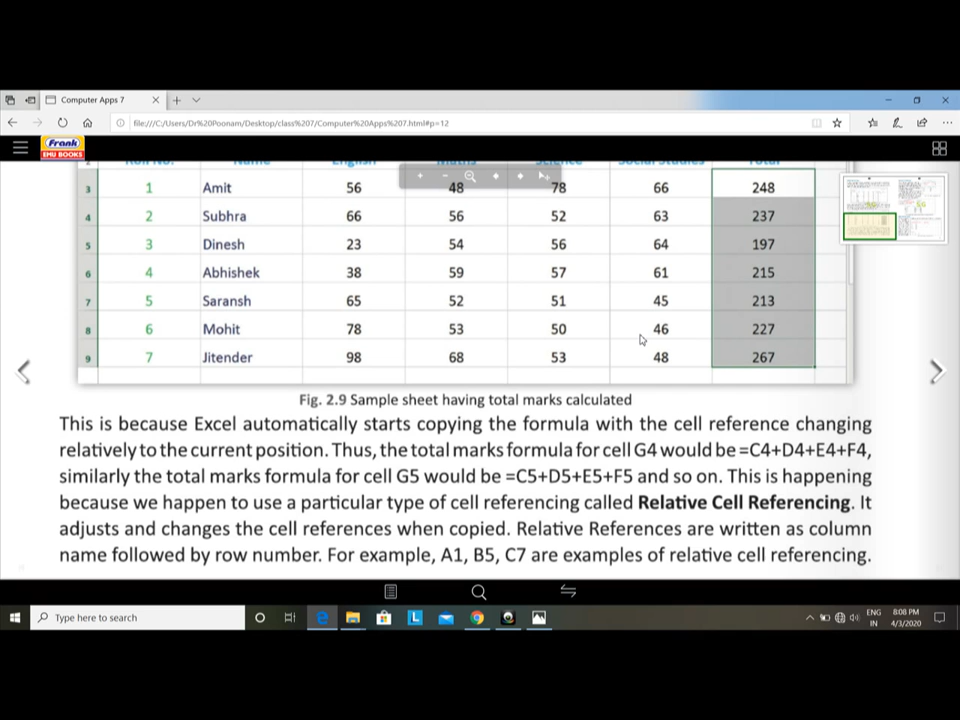 Computer Apps 7
file:///C:/Users/Dr%20Poonam/Desktop/class%207/Computer%20Apps%207.html#p=12
Frank
EMU BOOKS
2 Roll No. Name English Maths Science Social Studies Total
3 1 Amit 56 48 78 66 248
4 2 Subhra 66 56 52 63 237
5 3 Dinesh 23 54 56 64 197
6 4 Abhishek 38 59 57 61 215
7 5 Saransh 65 52 51 45 213
8 6 Mohit 78 53 50 46 227
9 7 Jitender 98 68 53 48 267
Fig. 2.9 Sample sheet having total marks calculated
This is because Excel automatically starts copying the formula with the cell reference changing
relatively to the current position. Thus, the total marks formula for cell G4 would be =C4+D4+E4+F4,
similarly the total marks formula for cell G5 would be =C5+D5+E5+F5 and so on. This is happening
because we happen to use a particular type of cell referencing called Relative Cell Referencing. It
adjusts and changes the cell references when copied. Relative References are written as column
name followed by row number. For example, A1, B5, C7 are examples of relative cell referencing.
Type here to search
ENG 8:08 PM
IN 4/3/2020